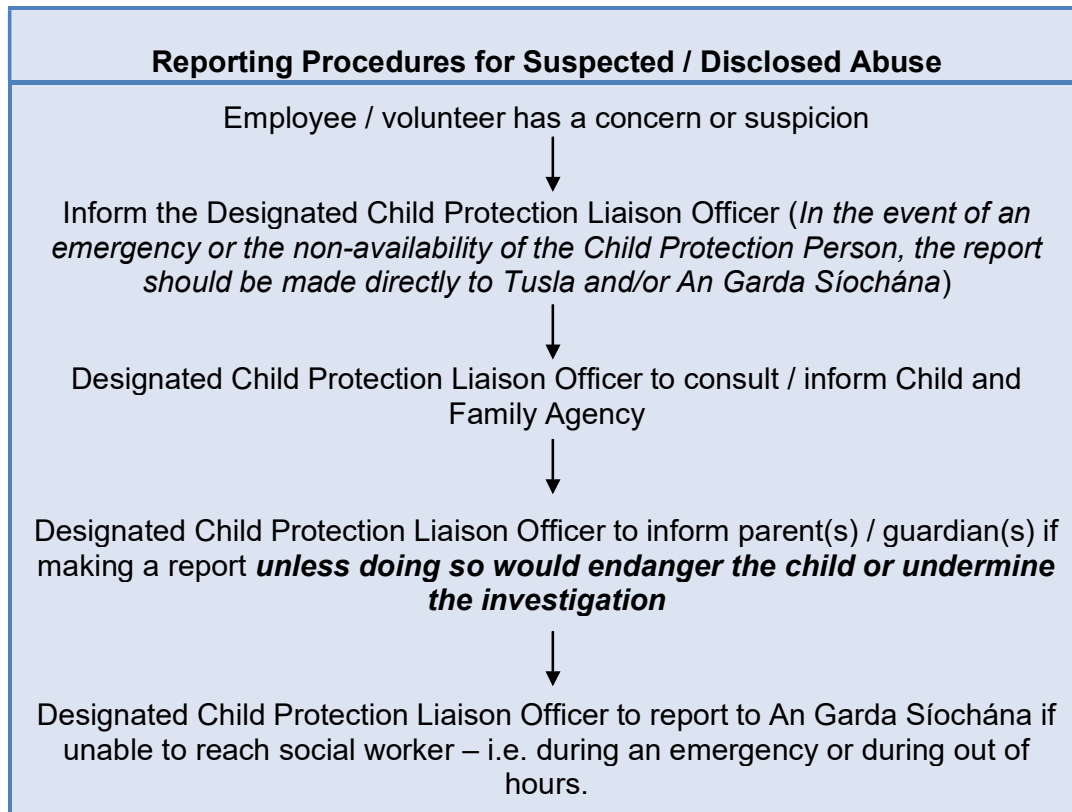 Reporting Procedures for Suspected / Disclosed Abuse
Employee / volunteer has a concern or suspicion
Inform the Designated Child Protection Liaison Officer (In the event of an
emergency or the non-availability of the Child Protection Person, the report
should be made directly to Tusla and/or An Garda Síochána)
Designated Child Protection Liaison Officer to consult / inform Child and
Family Agency
Designated Child Protection Liaison Officer to inform parent(s) / guardian(s) if
making a report unless doing so would endanger the child or undermine
the investigation
Designated Child Protection Liaison Officer to report to An Garda Síochána if
unable to reach social worker – i.e. during an emergency or during out of
hours.